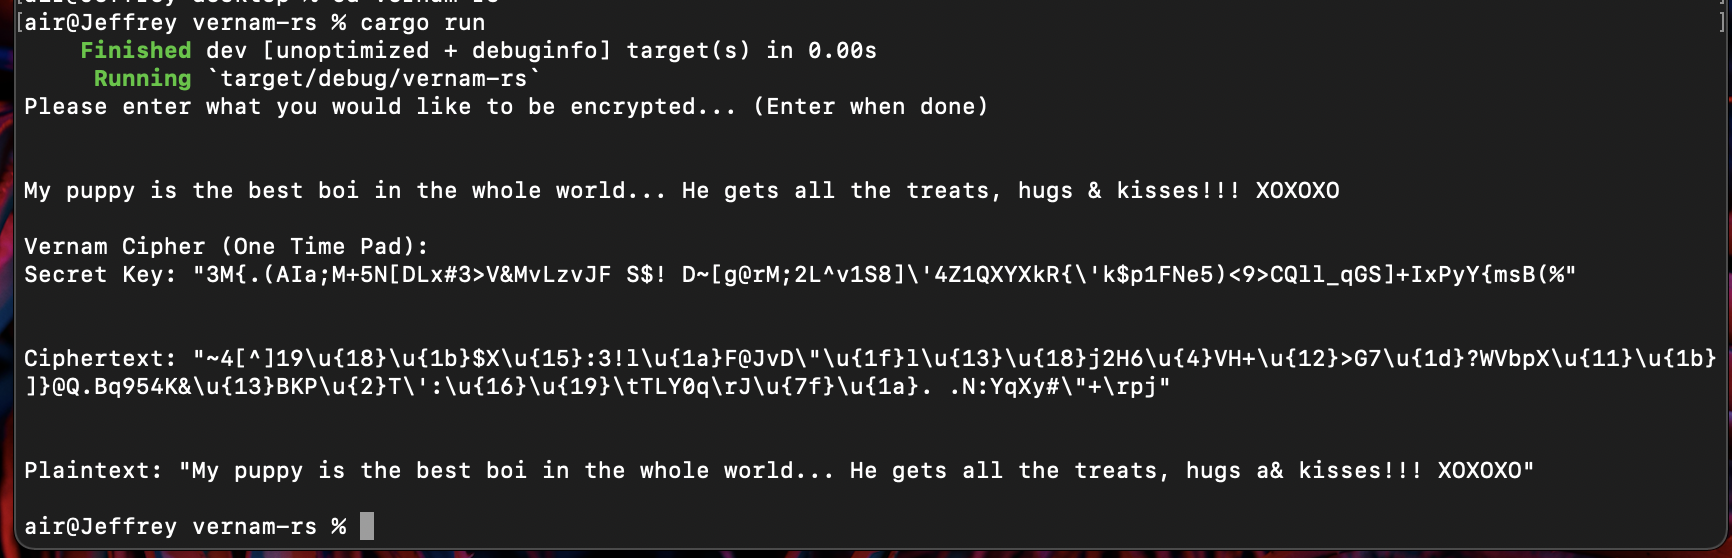 [air@Jeffrey vernam-rs % cargo run ]
Finished dev [unoptimized + debuginfo] target(s) in 0.00s
Running `target/debug/vernam-rs`
Please enter what you would like to be encrypted... (Enter when done)
My puppy is the best boi in the whole world... He gets all the treats, hugs & kisses!!! XOXOXO
Vernam Cipher (One Time Pad):
Secret Key: "3M{.(AIa;M+5N[DLx#3>V&MvLzvJF S$! D~[g@rM;2L^v1S8]\'4Z1QXYXkR{\'k$p1FNe5)<9>CQll_qGS]+IxPyY{msB(%"
Ciphertext: "~4[^]19\u{18}\u{1b}$X\u{15}:3!l\u{1a}F@JvD\"\u{1f}l\u{13}\u{18}j2H6\u{4}VH+\u{12}>G7\u{1d}?WVbpX\u{11}\u{1b}
]}@Q.Bq954K&\u{13}BKP\u{2}T\':\u{16}\u{19}\tTLY0q\rJ\u{7f}\u{1a}. .N:YqXy#\"+\rpj"
Plaintext: "My puppy is the best boi in the whole world... He gets all the treats, hugs a& kisses!!! XOXOXO"
air@Jeffrey vernam-rs %